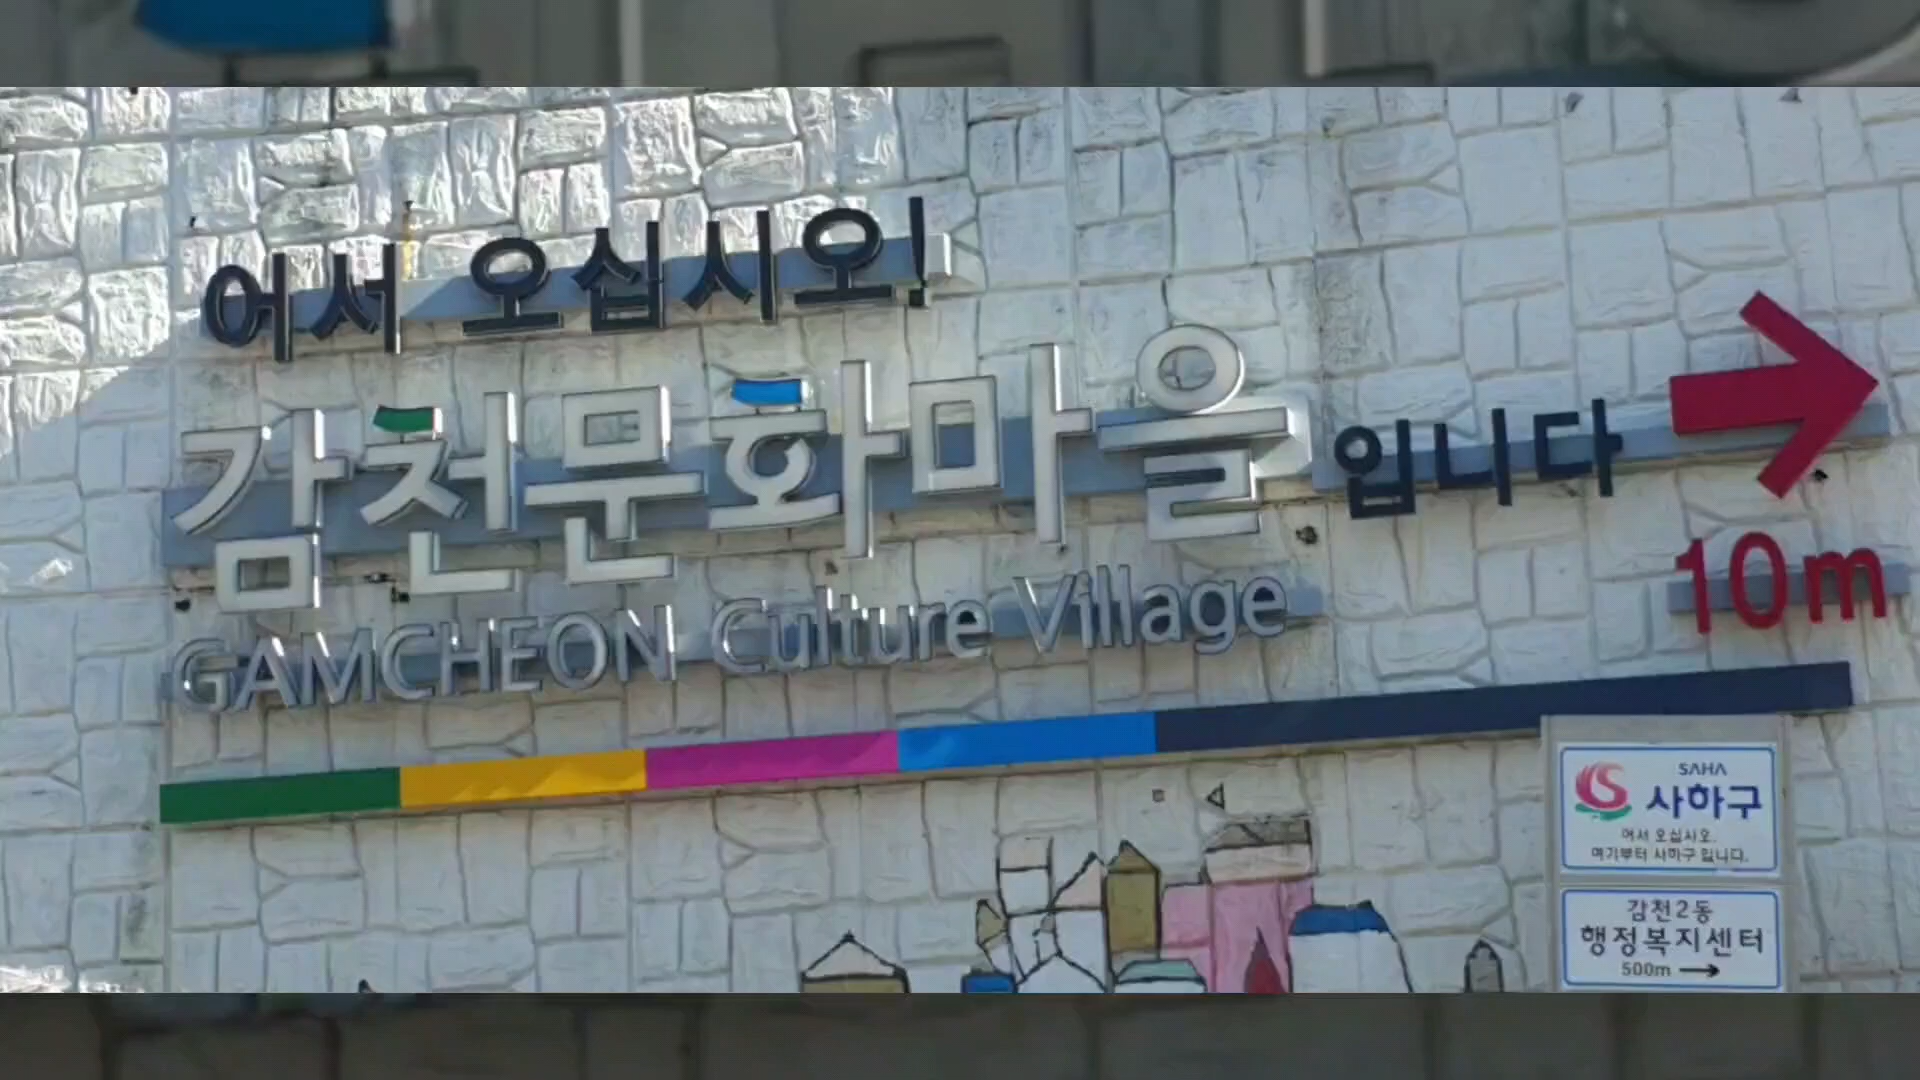 어서 오십시오!
감천문화마을 입니다
10m
GAMCHEON Culture Village
SAHA
사하구
어서 오십시오.
여기부터 사하구 입니다.
감천2동
행정복지센터
500m